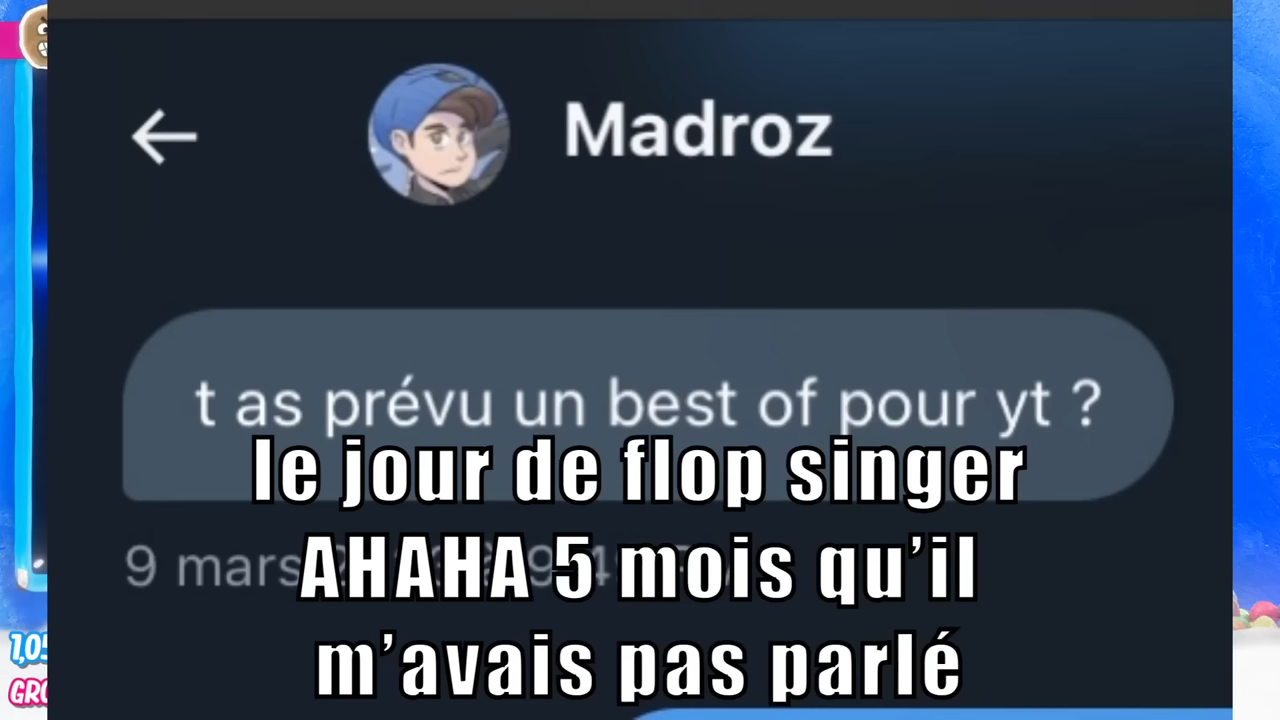 Madroz
t as prévu un best of pour yt ?
le jour de flop singer
9 mars
AHAHA 5 mois qu’il
m’avais pas parlé